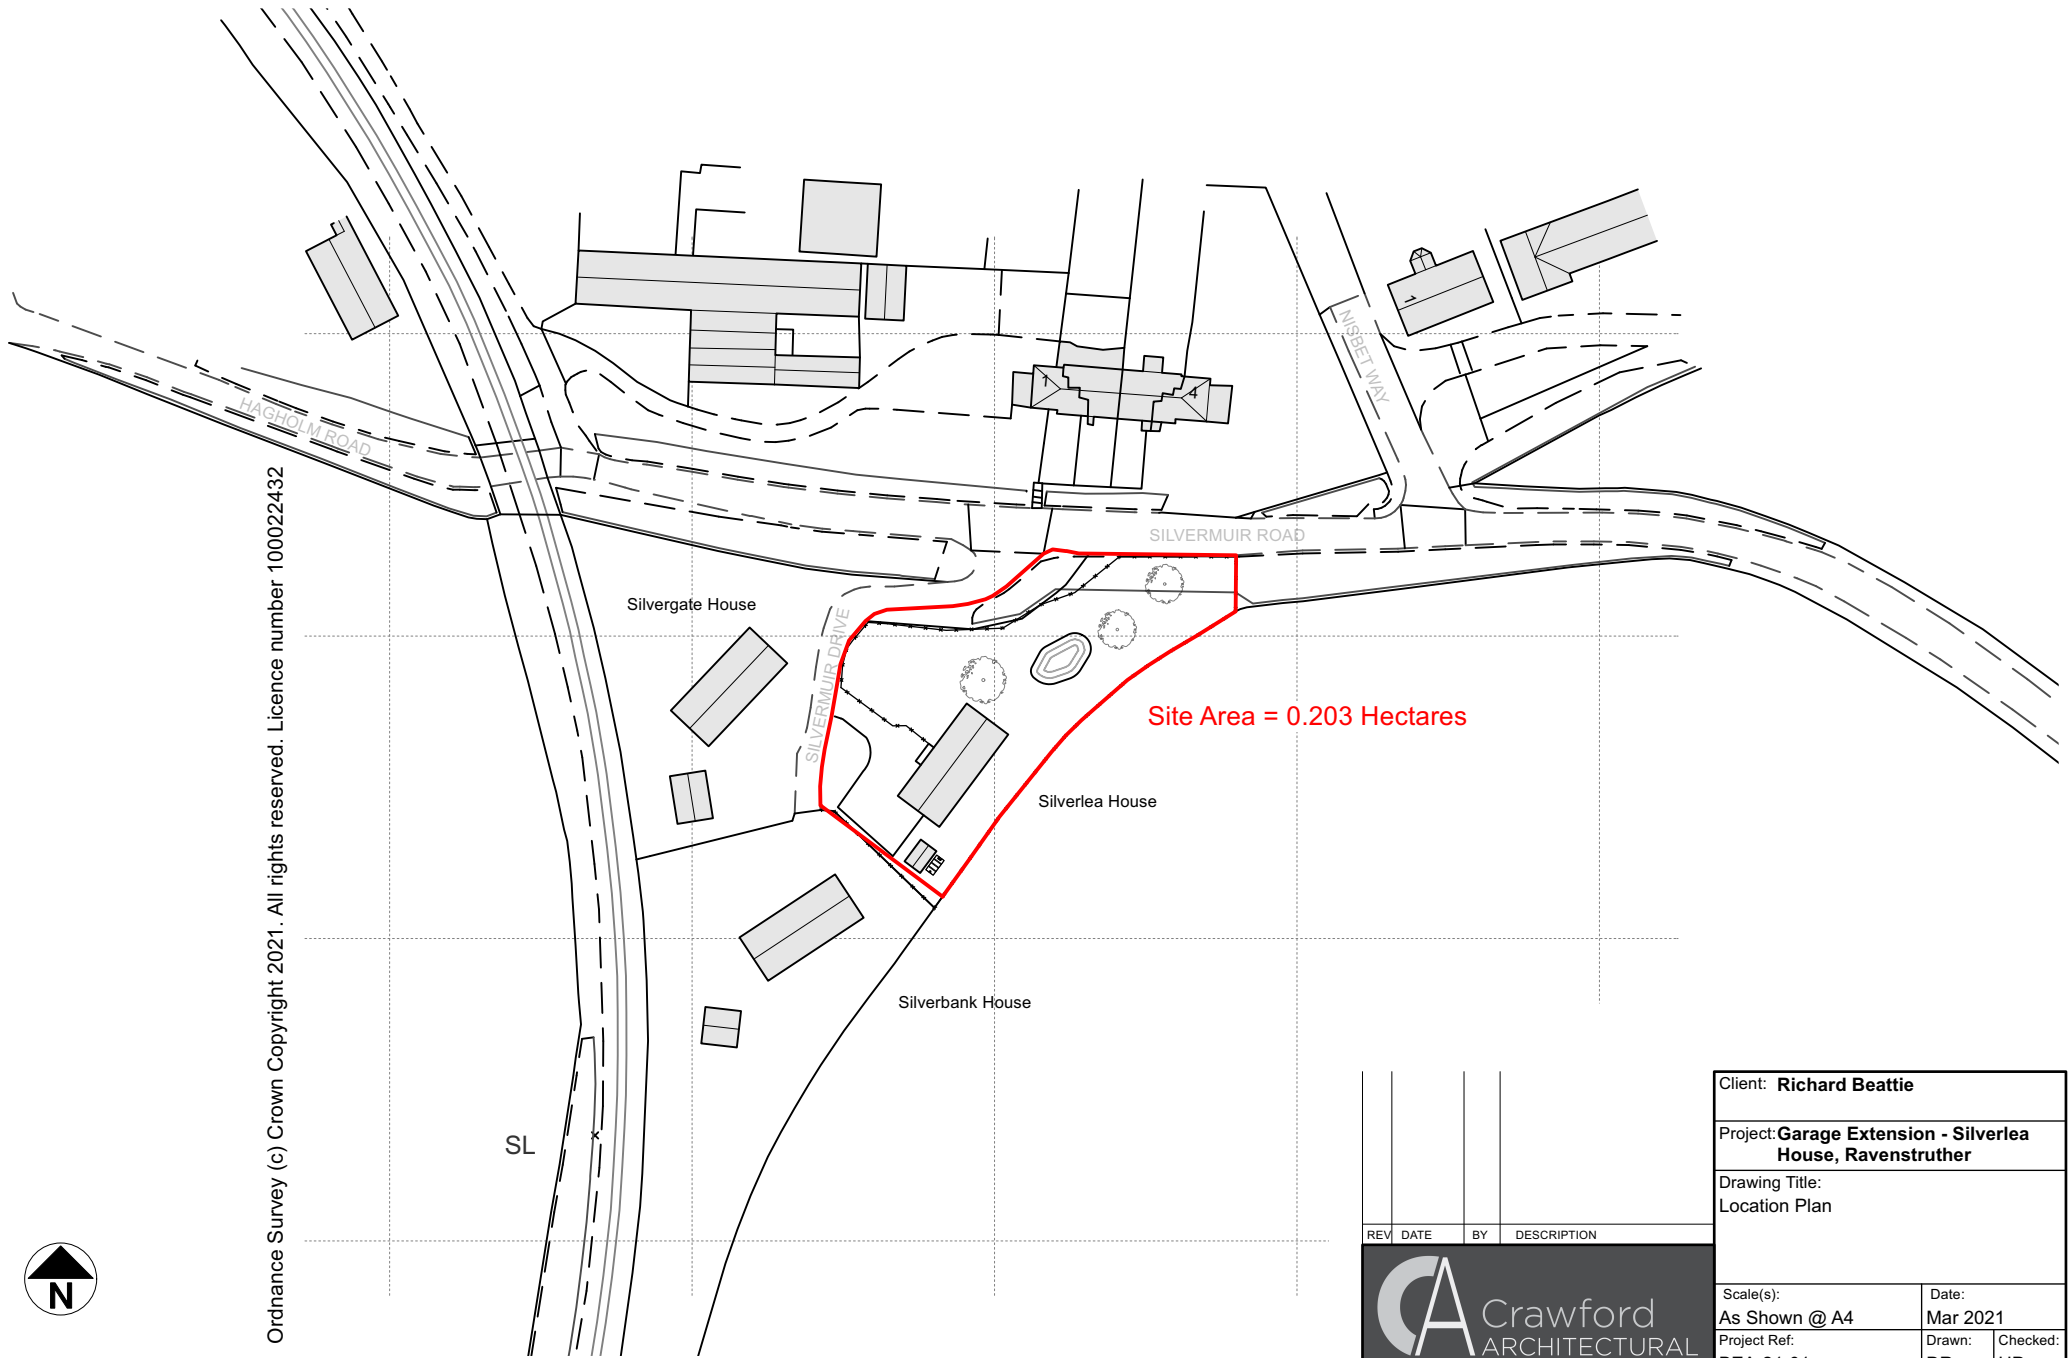 HAGHOLM ROAD
NISBET WAY
1
4
1
SILVERMUIR ROAD
Silvergate House
SILVERMUIR DRIVE
Site Area = 0.203 Hectares
Silverlea House
Silverbank House
SL
Ordnance Survey (c) Crown Copyright 2021. All rights reserved. Licence number 100022432
N
REV DATE BY DESCRIPTION
Crawford
ARCHITECTURAL
Client: Richard Beattie
Project: Garage Extension - Silverlea
House, Ravenstruther
Drawing Title:
Location Plan
Scale(s):
As Shown @ A4
Date:
Mar 2021
Project Ref:
Drawn:
Checked: